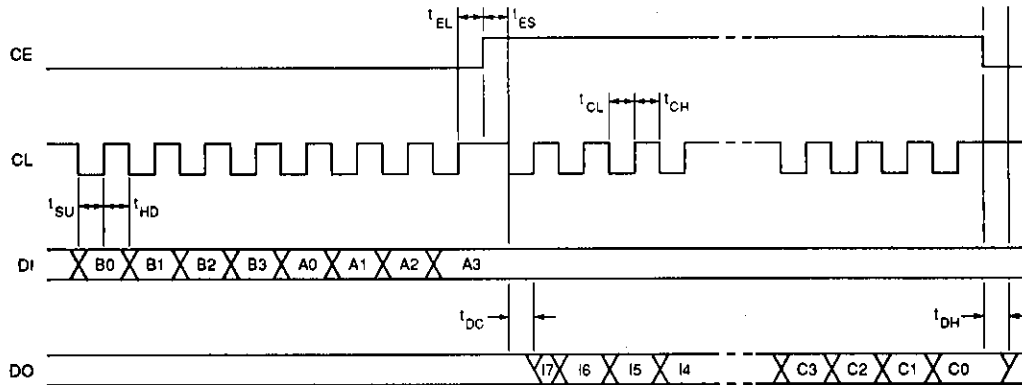 tEL tES
CE
tCL tCH
CL
tSU tHD
DI B0 B1 B2 B3 A0 A1 A2 A3
tDC tDH
DO I7 I6 I5 I4 C3 C2 C1 C0